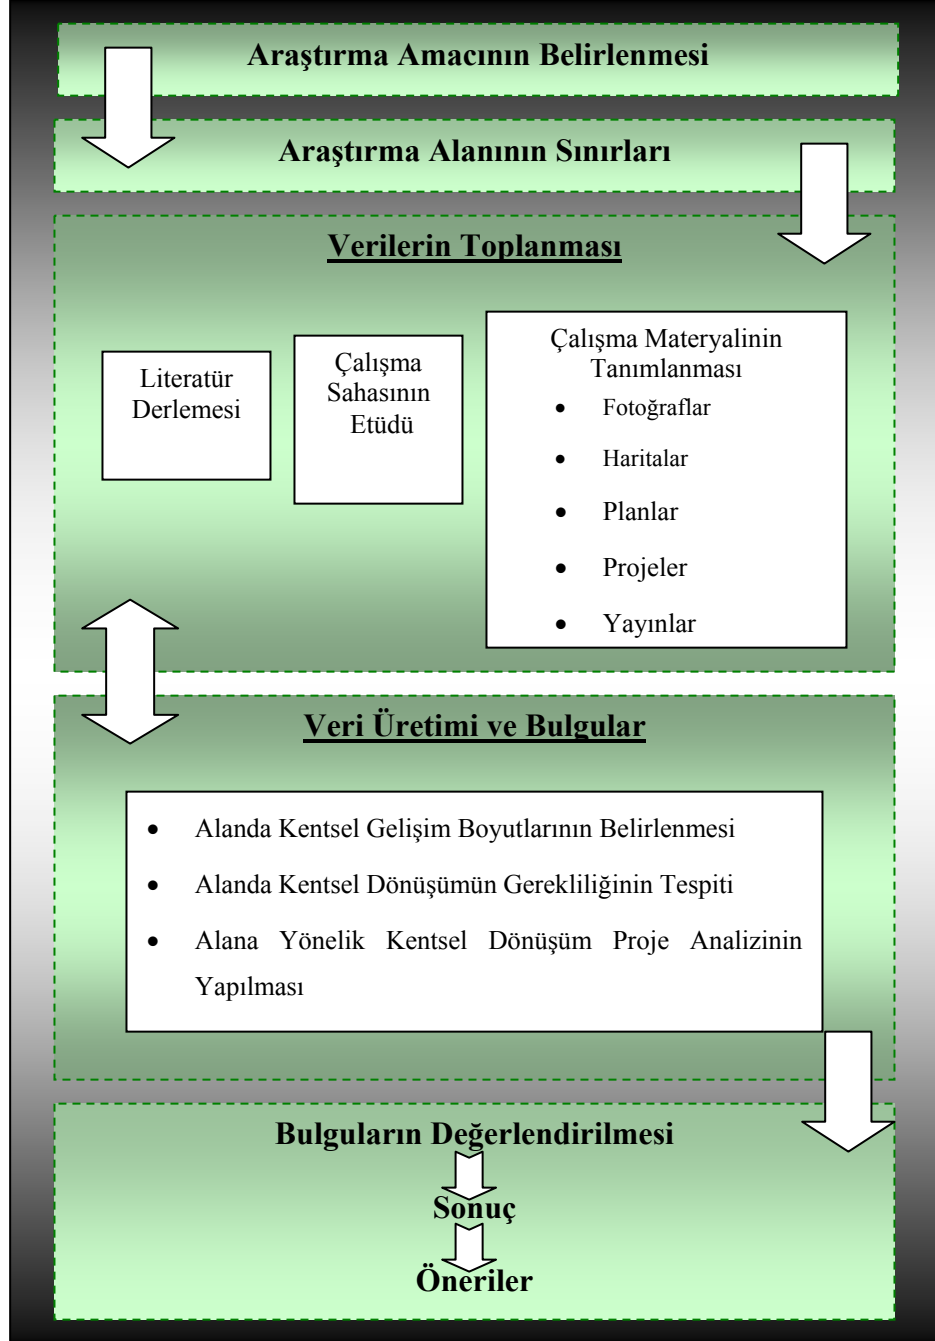 Araştırma Amacının Belirlenmesi
Araştırma Alanının Sınırları
Verilerin Toplanması
Literatür
Derlemesi
Çalışma
Sahasının
Etüdü
Çalışma Materyalinin
Tanımlanması
• Fotoğraflar
• Haritalar
• Planlar
• Projeler
• Yayınlar
Veri Üretimi ve Bulgular
• Alanda Kentsel Gelişim Boyutlarının Belirlenmesi
• Alanda Kentsel Dönüşümün Gerekliliğinin Tespiti
• Alana Yönelik Kentsel Dönüşüm Proje Analizinin
Yapılması
Bulguların Değerlendirilmesi
Sonuç
Öneriler